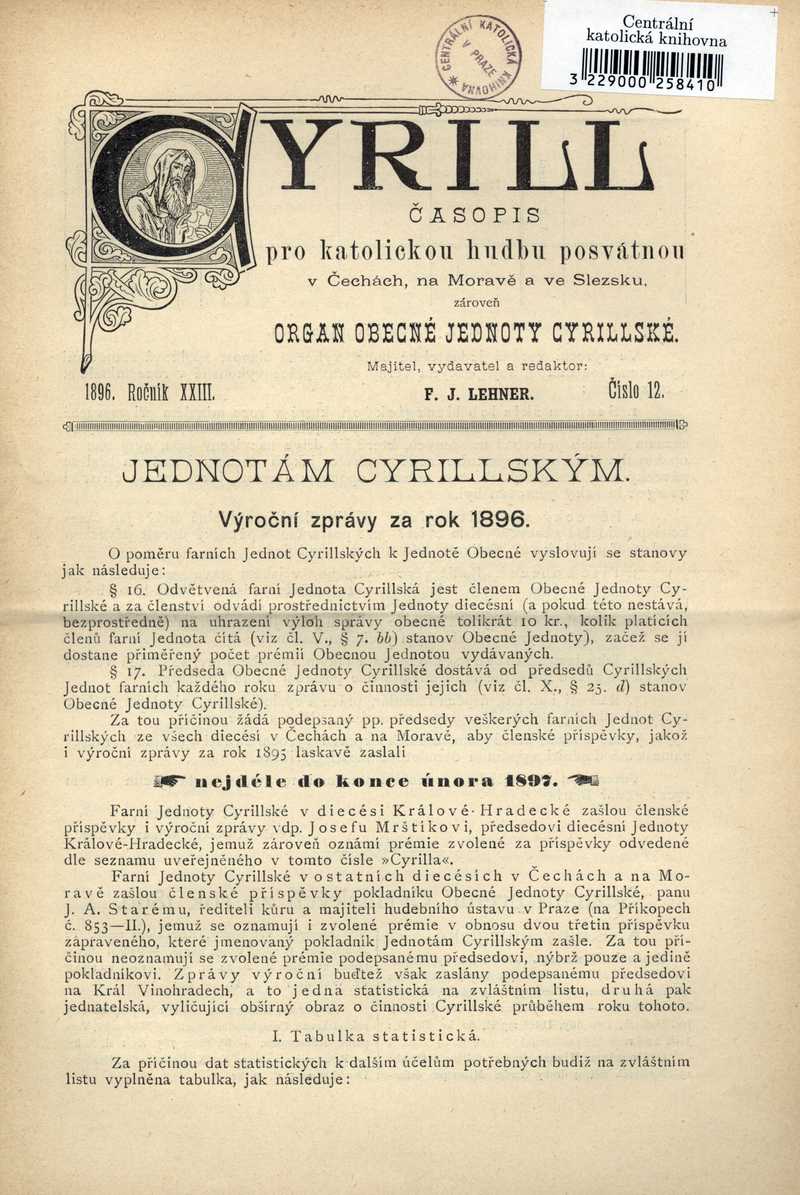 Centrální
katolická knihovna
3 229000 258410
CENTRÁLNÍ KATOLICKÁ KNIHOVNA
V PRAZE
CYRILL
ČASOPIS
pro katolickou hudbu posvátnou
v Čechách, na Moravě a ve Slezsku,
zároveň
ORGAN OBECNÉ JEDNOTY CYRILLSKÉ.
Majitel, vydavatel a redaktor:
1896. Ročník XXIII. F. J. LEHNER. Číslo 12.
JEDNOTÁM CYRILLSKÝM.
Výroční zprávy za rok 1896.
O poměru farních Jednot Cyrillských k Jednotě Obecné vyslovují se stanovy
jak následuje:
§ 16. Odvětvená farní Jednota Cyrillská jest členem Obecné Jednoty Cy-
rillské a za členství odvádí prostřednictvím Jednoty diecésní (a pokud této nestává,
bezprostředně) na uhrazení výloh správy obecné tolikrát 10 kr., kolik platících
členů farní Jednota čítá (viz čl. V., § 7. bb) stanov Obecné Jednoty), začež se jí
dostane přiměřený počet prémií Obecnou Jednotou vydávaných.
§ 17. Předseda Obecné Jednoty Cyrillské dostává od předsedů Cyrillských
Jednot farních každého roku zprávu o činnosti jejich (viz čl. X., § 25. d) stanov
Obecné Jednoty Cyrillské).
Za tou příčinou žádá podepsaný pp. předsedy veškerých farních Jednot Cy-
rillských ze všech diecésí v Čechách a na Moravě, aby členské příspěvky, jakož
i výroční zprávy za rok 1895 laskavě zaslali
nejdéle do konce února 1897.
Farní Jednoty Cyrillské v diecési Králové-Hradecké zašlou členské
příspěvky i výroční zprávy vdp. Josefu Mrštíkovi, předsedovi diecésní Jednoty
Králové-Hradecké, jemuž zároveň oznámí prémie zvolené za příspěvky odvedené
dle seznamu uveřejněného v tomto čísle »Cyrilla«.
Farní Jednoty Cyrillské v ostatních diecésích v Čechách a na Mo-
ravě zašlou členské příspěvky pokladníku Obecné Jednoty Cyrillské, panu
J. A. Starému, řediteli kůru a majiteli hudebního ústavu v Praze (na Příkopech
č. 853—II.), jemuž se oznamují i zvolené prémie v obnosu dvou třetin příspěvku
zapraveného, které jmenovaný pokladník Jednotám Cyrillským zašle. Za tou pří-
činou neoznamují se zvolené prémie podepsanému předsedovi, nýbrž pouze a jedině
pokladníkovi. Zprávy výroční buďtež však zaslány podepsanému předsedovi
na Král Vinohradech, a to jedna statistická na zvláštním listu, druhá pak
jednatelská, vyličující obšírný obraz o činnosti Cyrillské průběhem roku tohoto.
I. Tabulka statistická.
Za příčinou dat statistických k dalším účelům potřebných budiž na zvláštním
listu vyplněna tabulka, jak následuje: